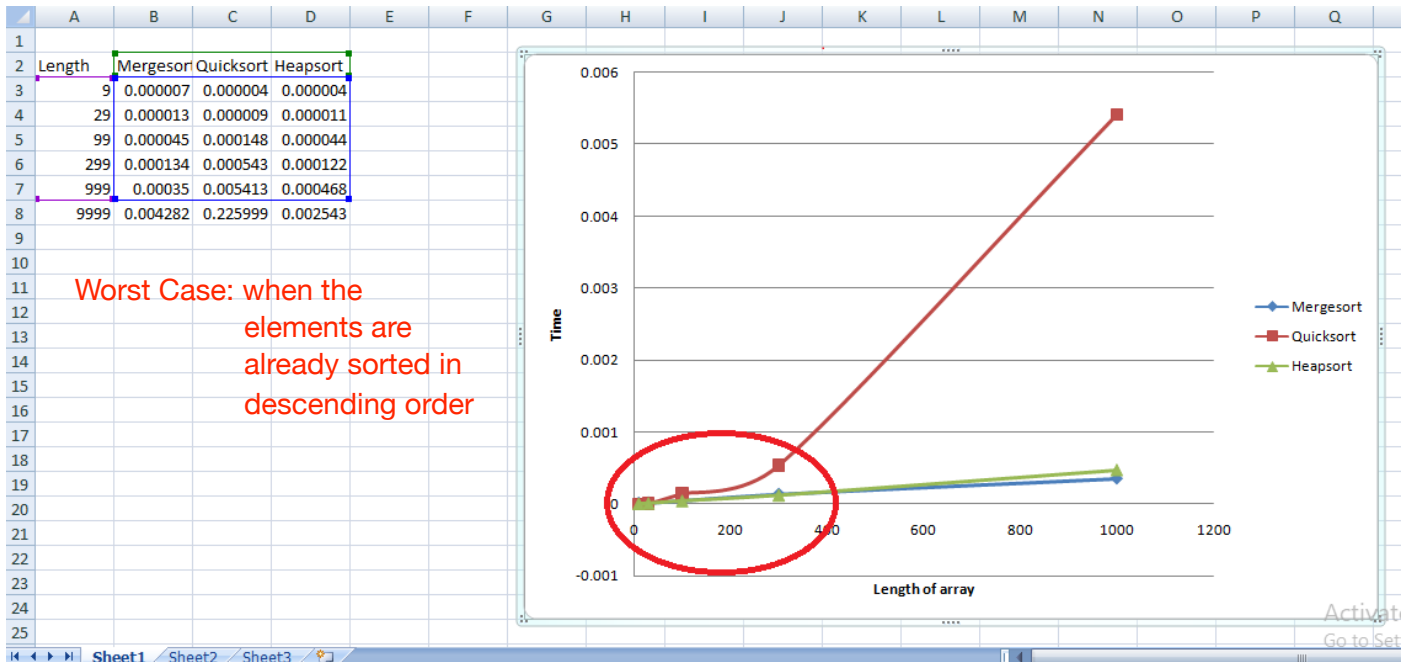 A B C D E F G H I J K L M N O P Q
1
2 Length Mergesort Quicksort Heapsort
3 9 0.000007 0.000004 0.000004
4 29 0.000013 0.000009 0.000011
5 99 0.000045 0.000148 0.000044
6 299 0.000134 0.000543 0.000122
7 999 0.00035 0.005413 0.000468
8 9999 0.004282 0.225999 0.002543
9
10
11
12
13
14
15
16
17
18
19
20
21
22
23
24
25
Worst Case: when the
elements are
already sorted in
descending order
0.006
0.005
0.004
0.003
0.002
0.001
0
-0.001
Time
0 200 400 600 800 1000 1200
Length of array
Mergesort
Quicksort
Heapsort
Activate
Go to Set
Sheet1 Sheet2 Sheet3